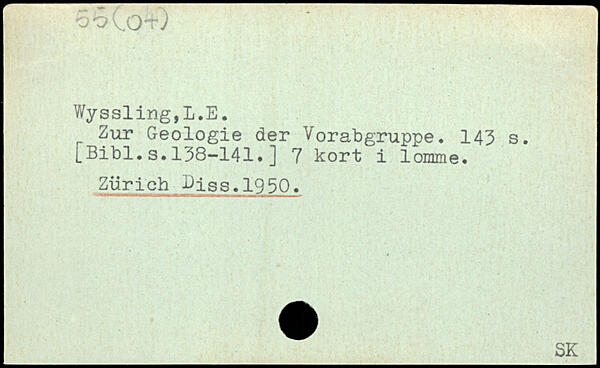 55(04)
Wyssling,L.E.
Zur Geologie der Vorabgruppe. 143 s.
[Bibl.s.138-141.] 7 kort i lomme.
Zürich Diss.1950.
SK